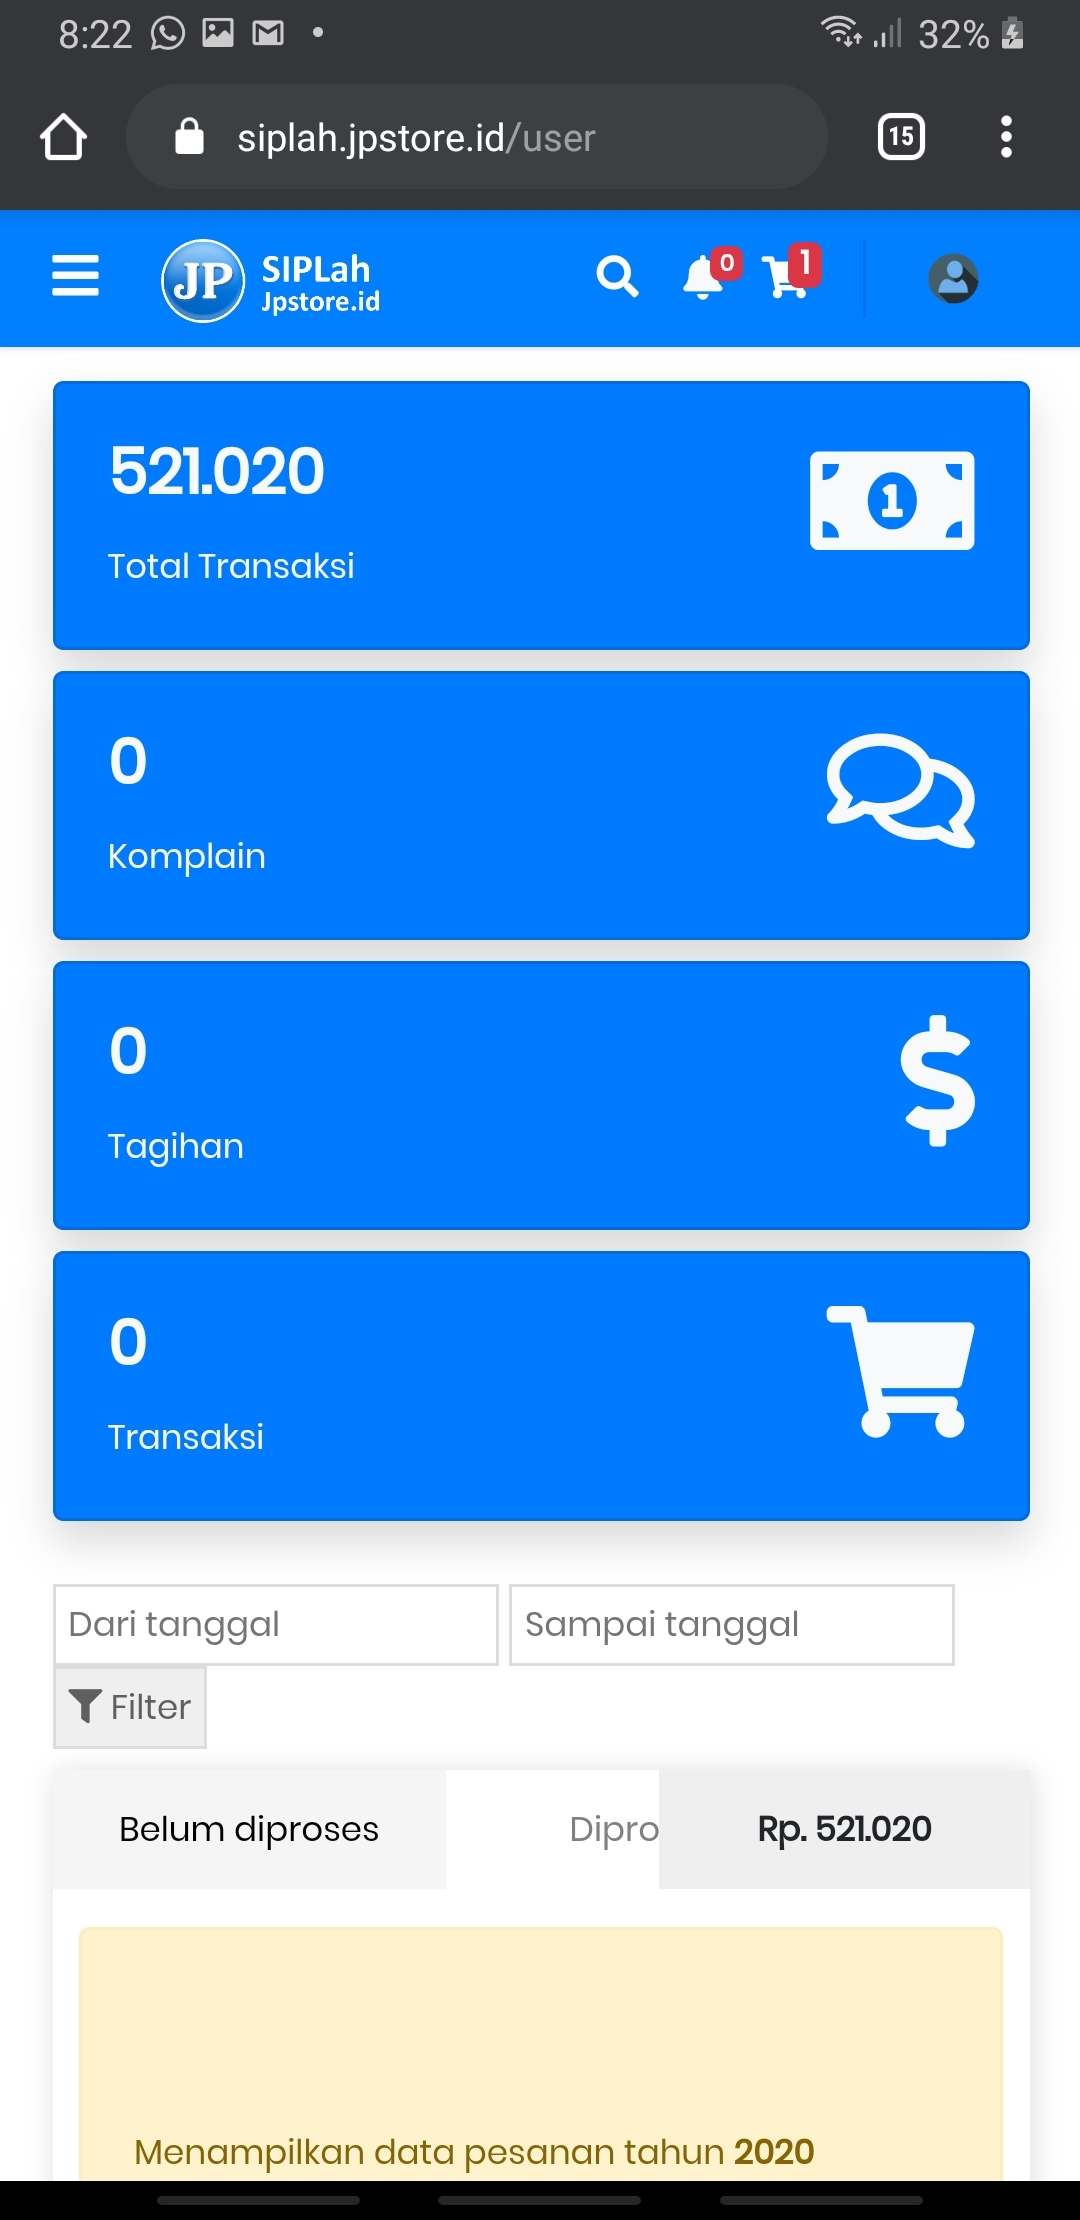 8:22
32%
siplah.jpstore.id/user
15
JP
SIPLah
Jpstore.id
0
1
521.020
1
Total Transaksi
0
Komplain
0
Tagihan
0
Transaksi
Dari tanggal
Sampai tanggal
Filter
Belum diproses
Dipro
Rp. 521.020
Menampilkan data pesanan tahun 2020